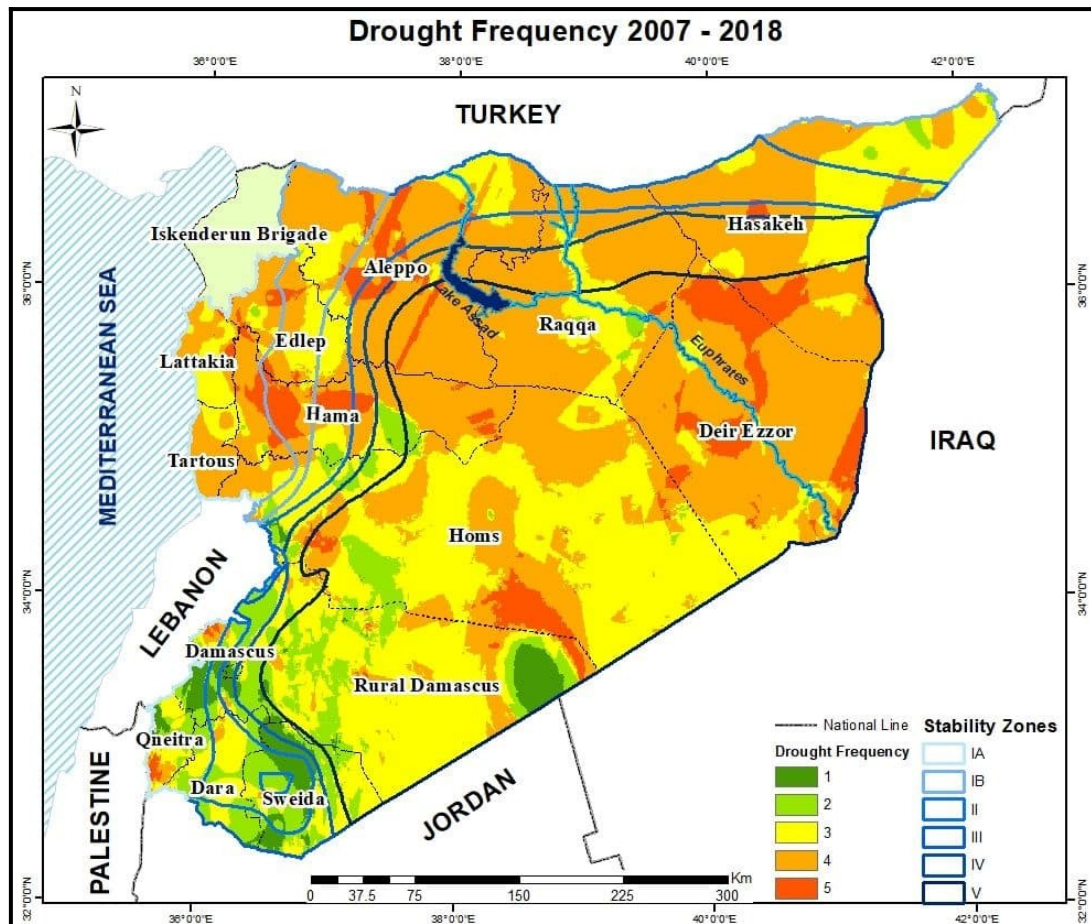 Drought Frequency 2007 - 2018
36°0'0"E 38°0'0"E 40°0'0"E 42°0'0"E
N
TURKEY
Iskenderun Brigade
Hasakeh
Aleppo
36°0'0"N
36°0'0"N
MEDITERRANEAN SEA
Lake Assad
Raqqa
Edlep
Euphrates
Lattakia
Hama
Deir Ezzor
IRAQ
Tartous
Homs
LEBANON
34°0'0"N
34°0'0"N
Damascus
Rural Damascus
Qneitra
Dara
Sweida
JORDAN
PALESTINE
National Line
Drought Frequency
1
2
3
4
5
Stability Zones
IA
IB
II
III
IV
V
Km
0 37.5 75 150 225 300
32°0'0"N
32°0'0"N
36°0'0"E 38°0'0"E 40°0'0"E